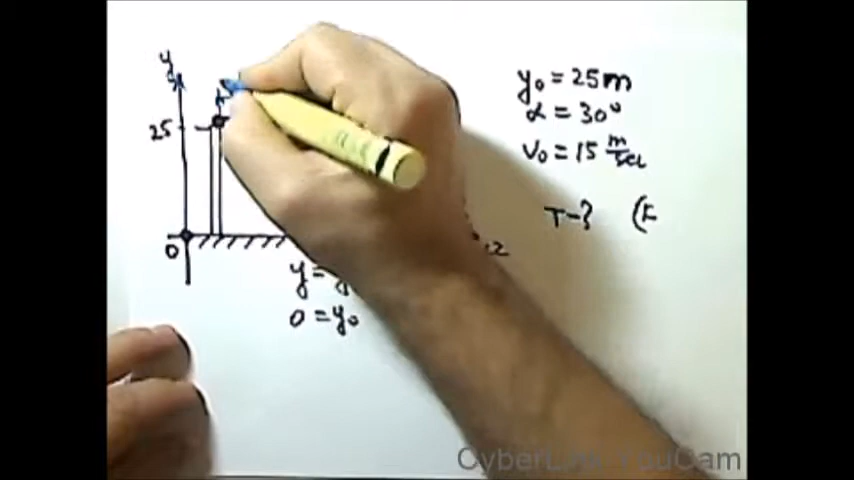 y
25
0
y =
0 = y₀
y₀ = 25m
α = 30°
v₀ = 15 m/sec
T-?
CyberLink YouCam